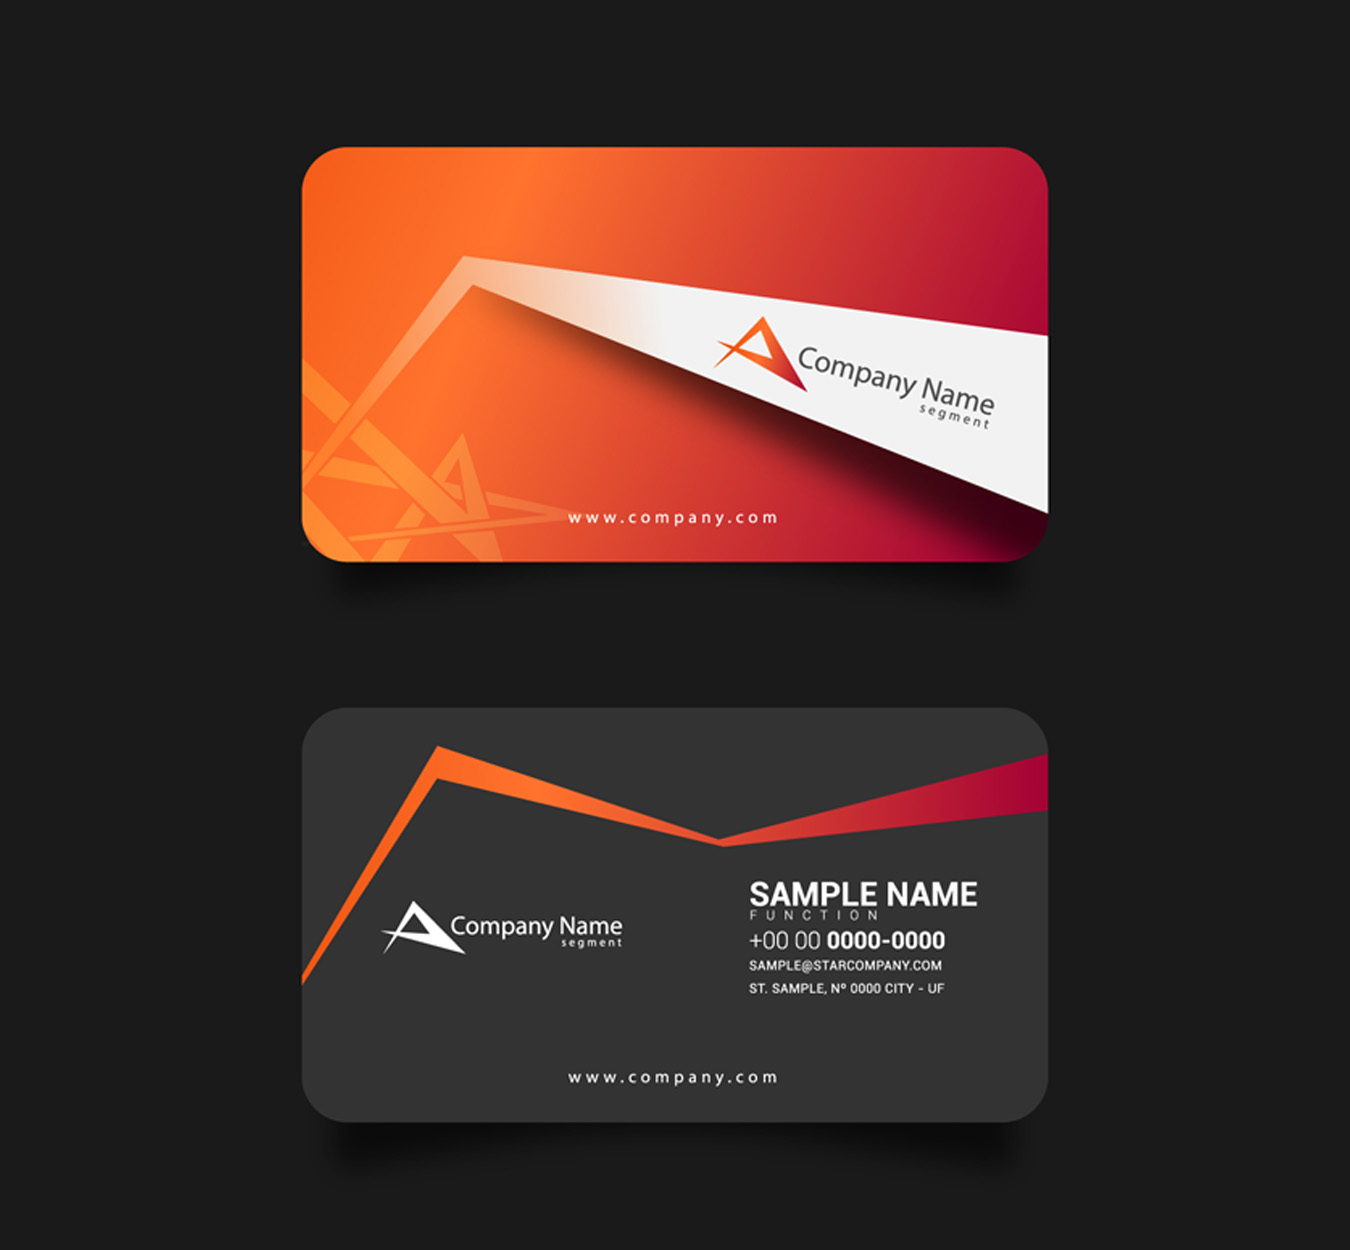 Company Name
segment
www.company.com
Company Name
segment
SAMPLE NAME
FUNCTION
+00 00 0000-0000
SAMPLE@STARCOMPANY.COM
ST. SAMPLE, Nº 0000 CITY - UF
www.company.com